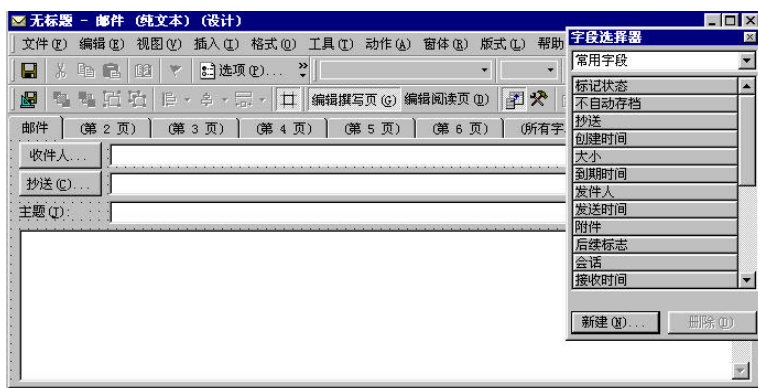 无标题 - 邮件 (纯文本) (设计)
文件(F) 编辑(E) 视图(V) 插入(I) 格式(O) 工具(T) 动作(A) 窗体(R) 版式(L) 帮助
选项(P)...
编辑撰写页(G) 编辑阅读页(D)
邮件 (第 2 页) (第 3 页) (第 4 页) (第 5 页) (第 6 页) (所有字
收件人...
抄送(C)...
主题(T):
字段选择器
常用字段
标记状态
不自动存档
抄送
创建时间
大小
到期时间
发件人
发送时间
附件
后续标志
会话
接收时间
新建(N)... 删除(D)